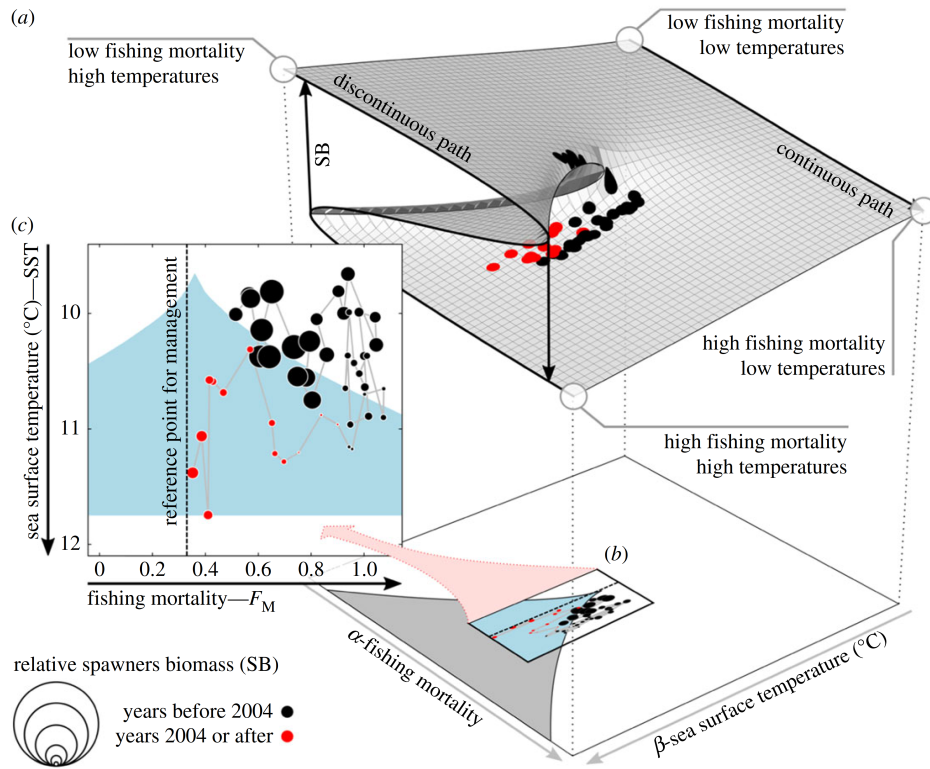 (a)
low fishing mortality
high temperatures
low fishing mortality
low temperatures
discontinuous path
continuous path
SB
high fishing mortality
low temperatures
high fishing mortality
high temperatures
(c)
sea surface temperature (°C)—SST
10
11
12
reference point for management
0 0.2 0.4 0.6 0.8 1.0
fishing mortality—FM
(b)
α-fishing mortality
β-sea surface temperature (°C)
relative spawners biomass (SB)
years before 2004
years 2004 or after